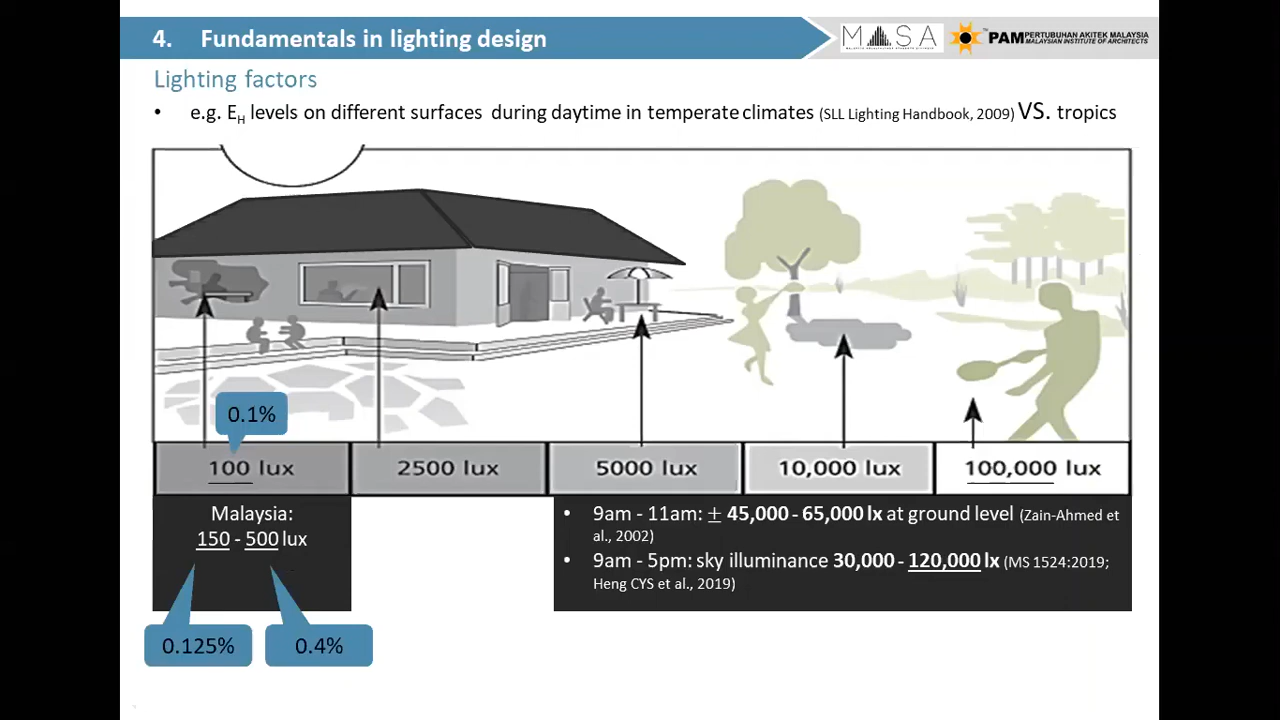 4. Fundamentals in lighting design
MASA
PAM PERTUBUHAN AKITEK MALAYSIA
MALAYSIAN INSTITUTE OF ARCHITECTS
Lighting factors
• e.g. EH levels on different surfaces during daytime in temperate climates (SLL Lighting Handbook, 2009) VS. tropics
0.1%
100 lux 2500 lux 5000 lux 10,000 lux 100,000 lux
Malaysia:
150 - 500 lux
• 9am - 11am: ± 45,000 - 65,000 lx at ground level (Zain-Ahmed et
al., 2002)
• 9am - 5pm: sky illuminance 30,000 - 120,000 lx (MS 1524:2019;
Heng CYS et al., 2019)
0.125% 0.4%